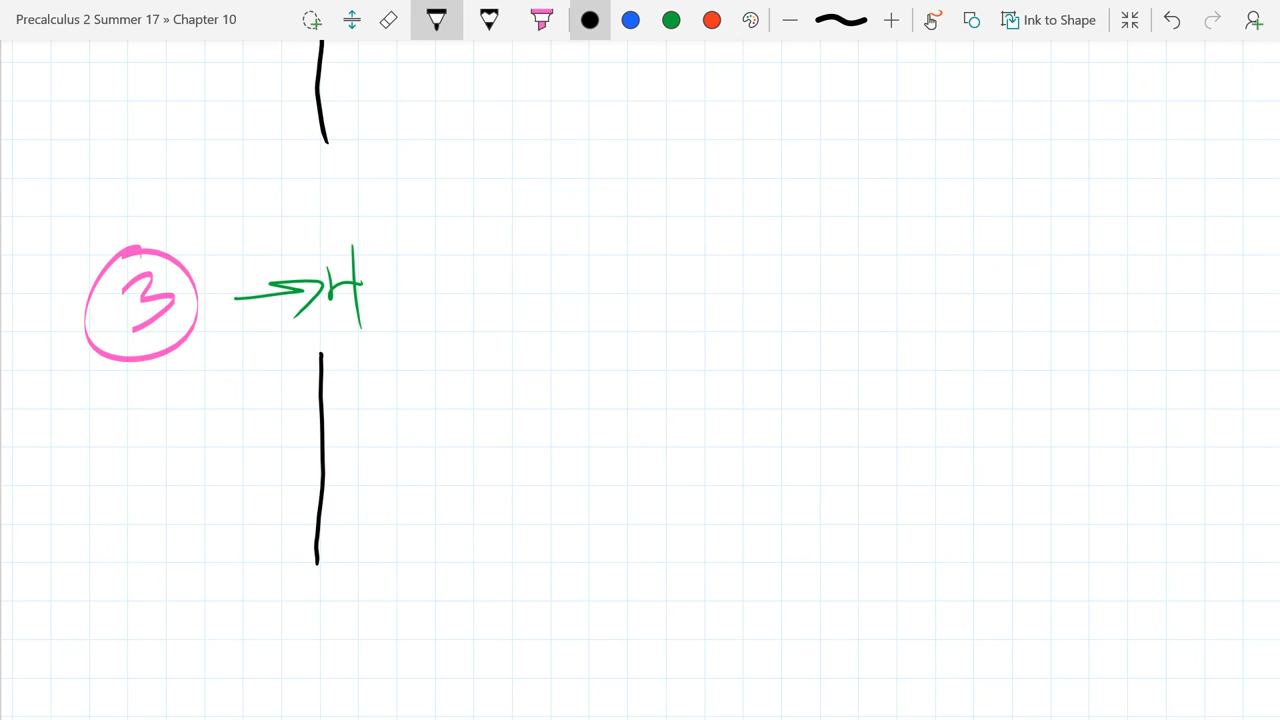 Precalculus 2 Summer 17 » Chapter 10
Ink to Shape
3 → H